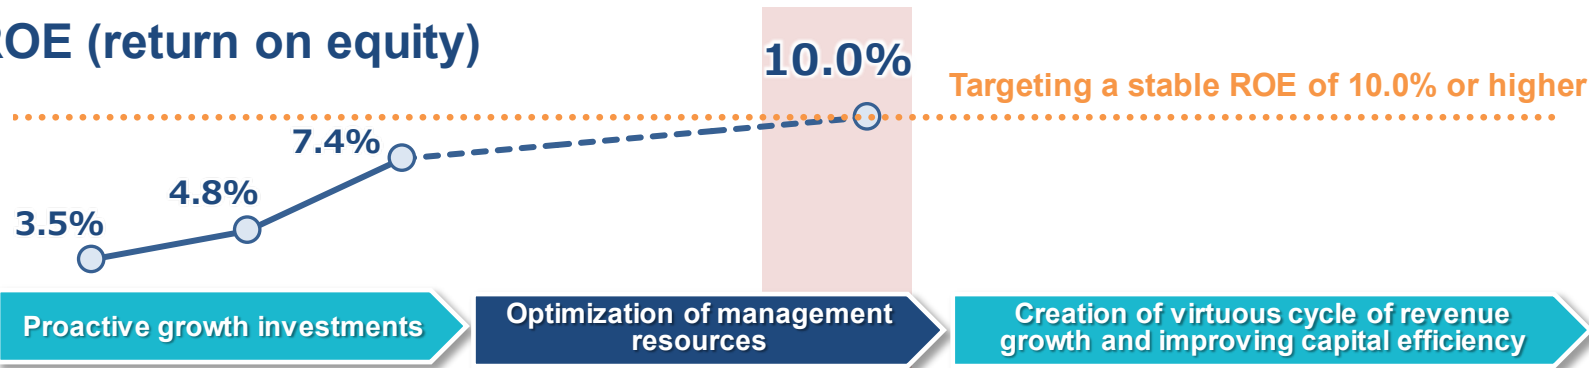 ROE (return on equity)
10.0%
Targeting a stable ROE of 10.0% or higher
7.4%
4.8%
3.5%
Proactive growth investments
Optimization of management
resources
Creation of virtuous cycle of revenue
growth and improving capital efficiency